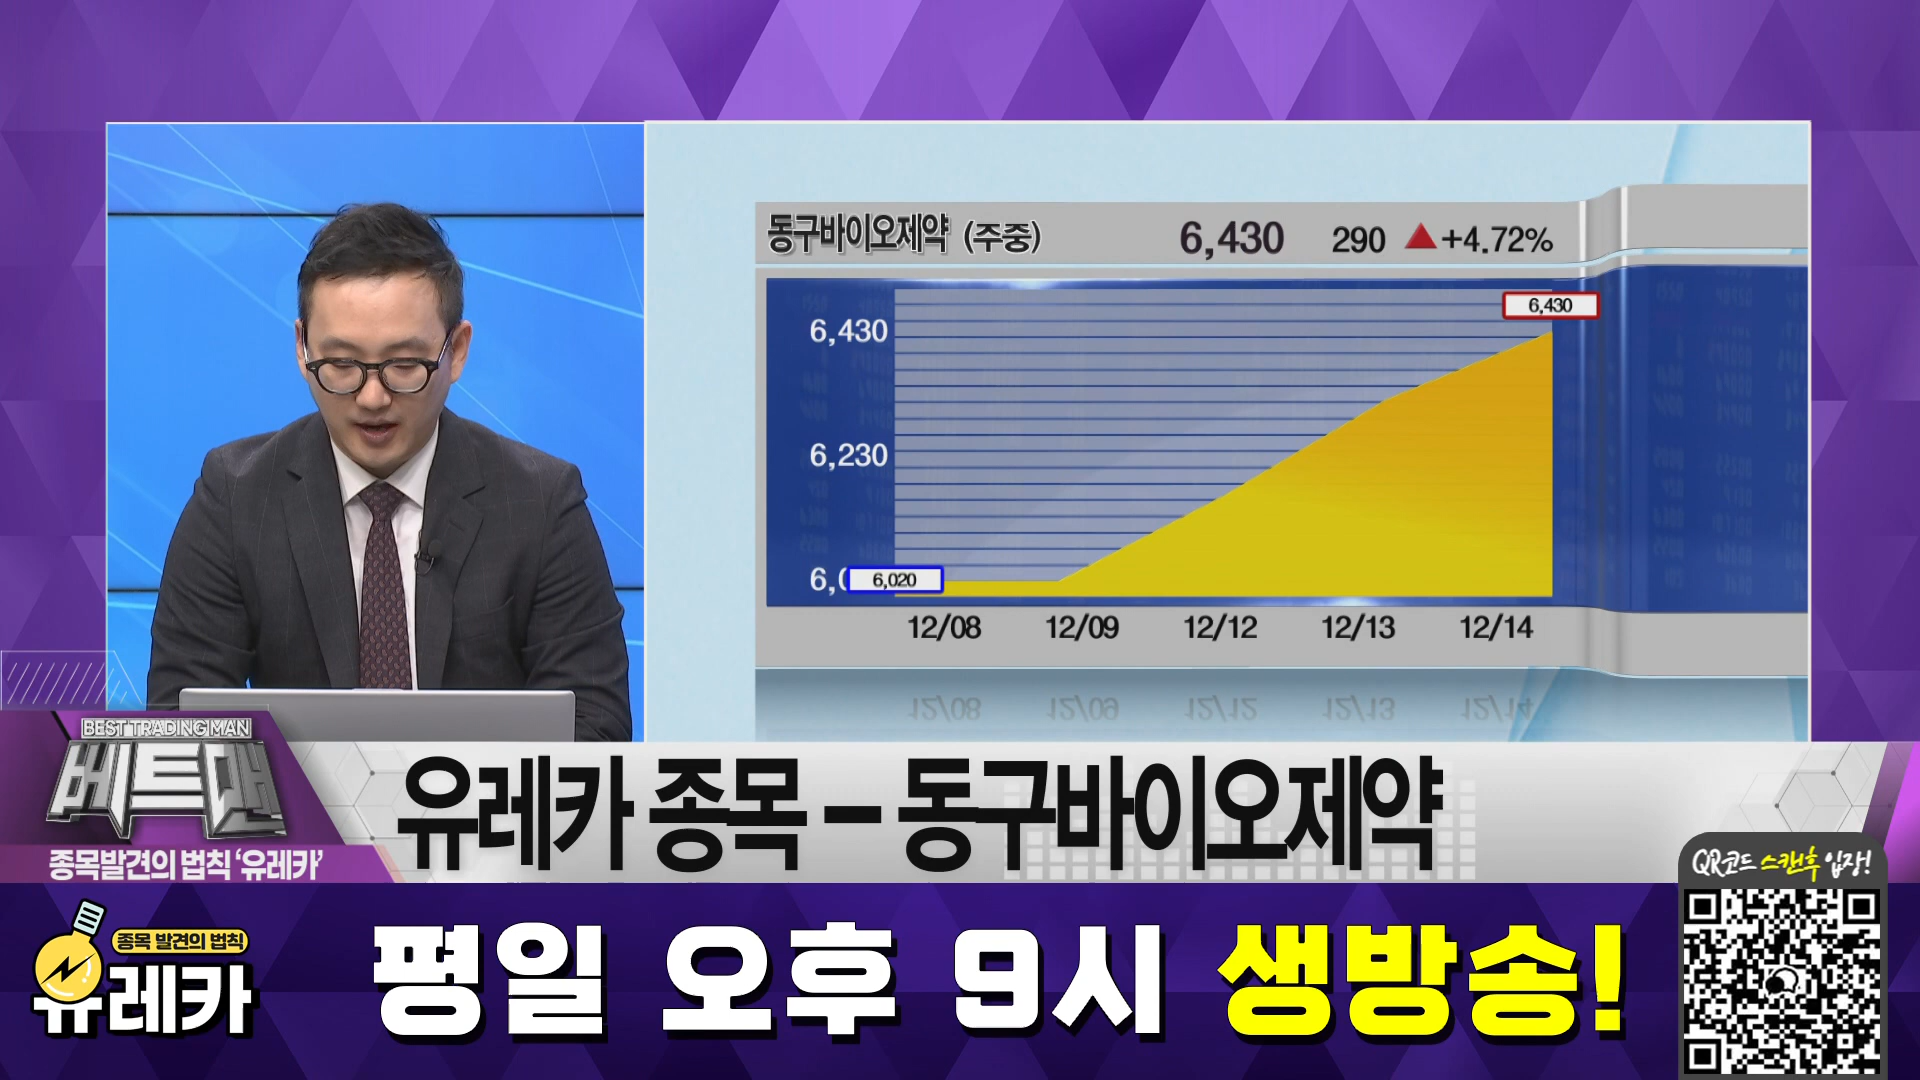 동구바이오제약 (주중) 6,430 290 ▲+4.72%
6,430
6,430
6,230
6,020
12/08 12/09 12/12 12/13 12/14
BEST TRADING MAN
베트맨
유레카 종목 - 동구바이오제약
종목발견의 법칙 '유레카'
QR코드 스캔 후 입장!
종목 발견의 법칙
유레카
평일 오후 9시 생방송!